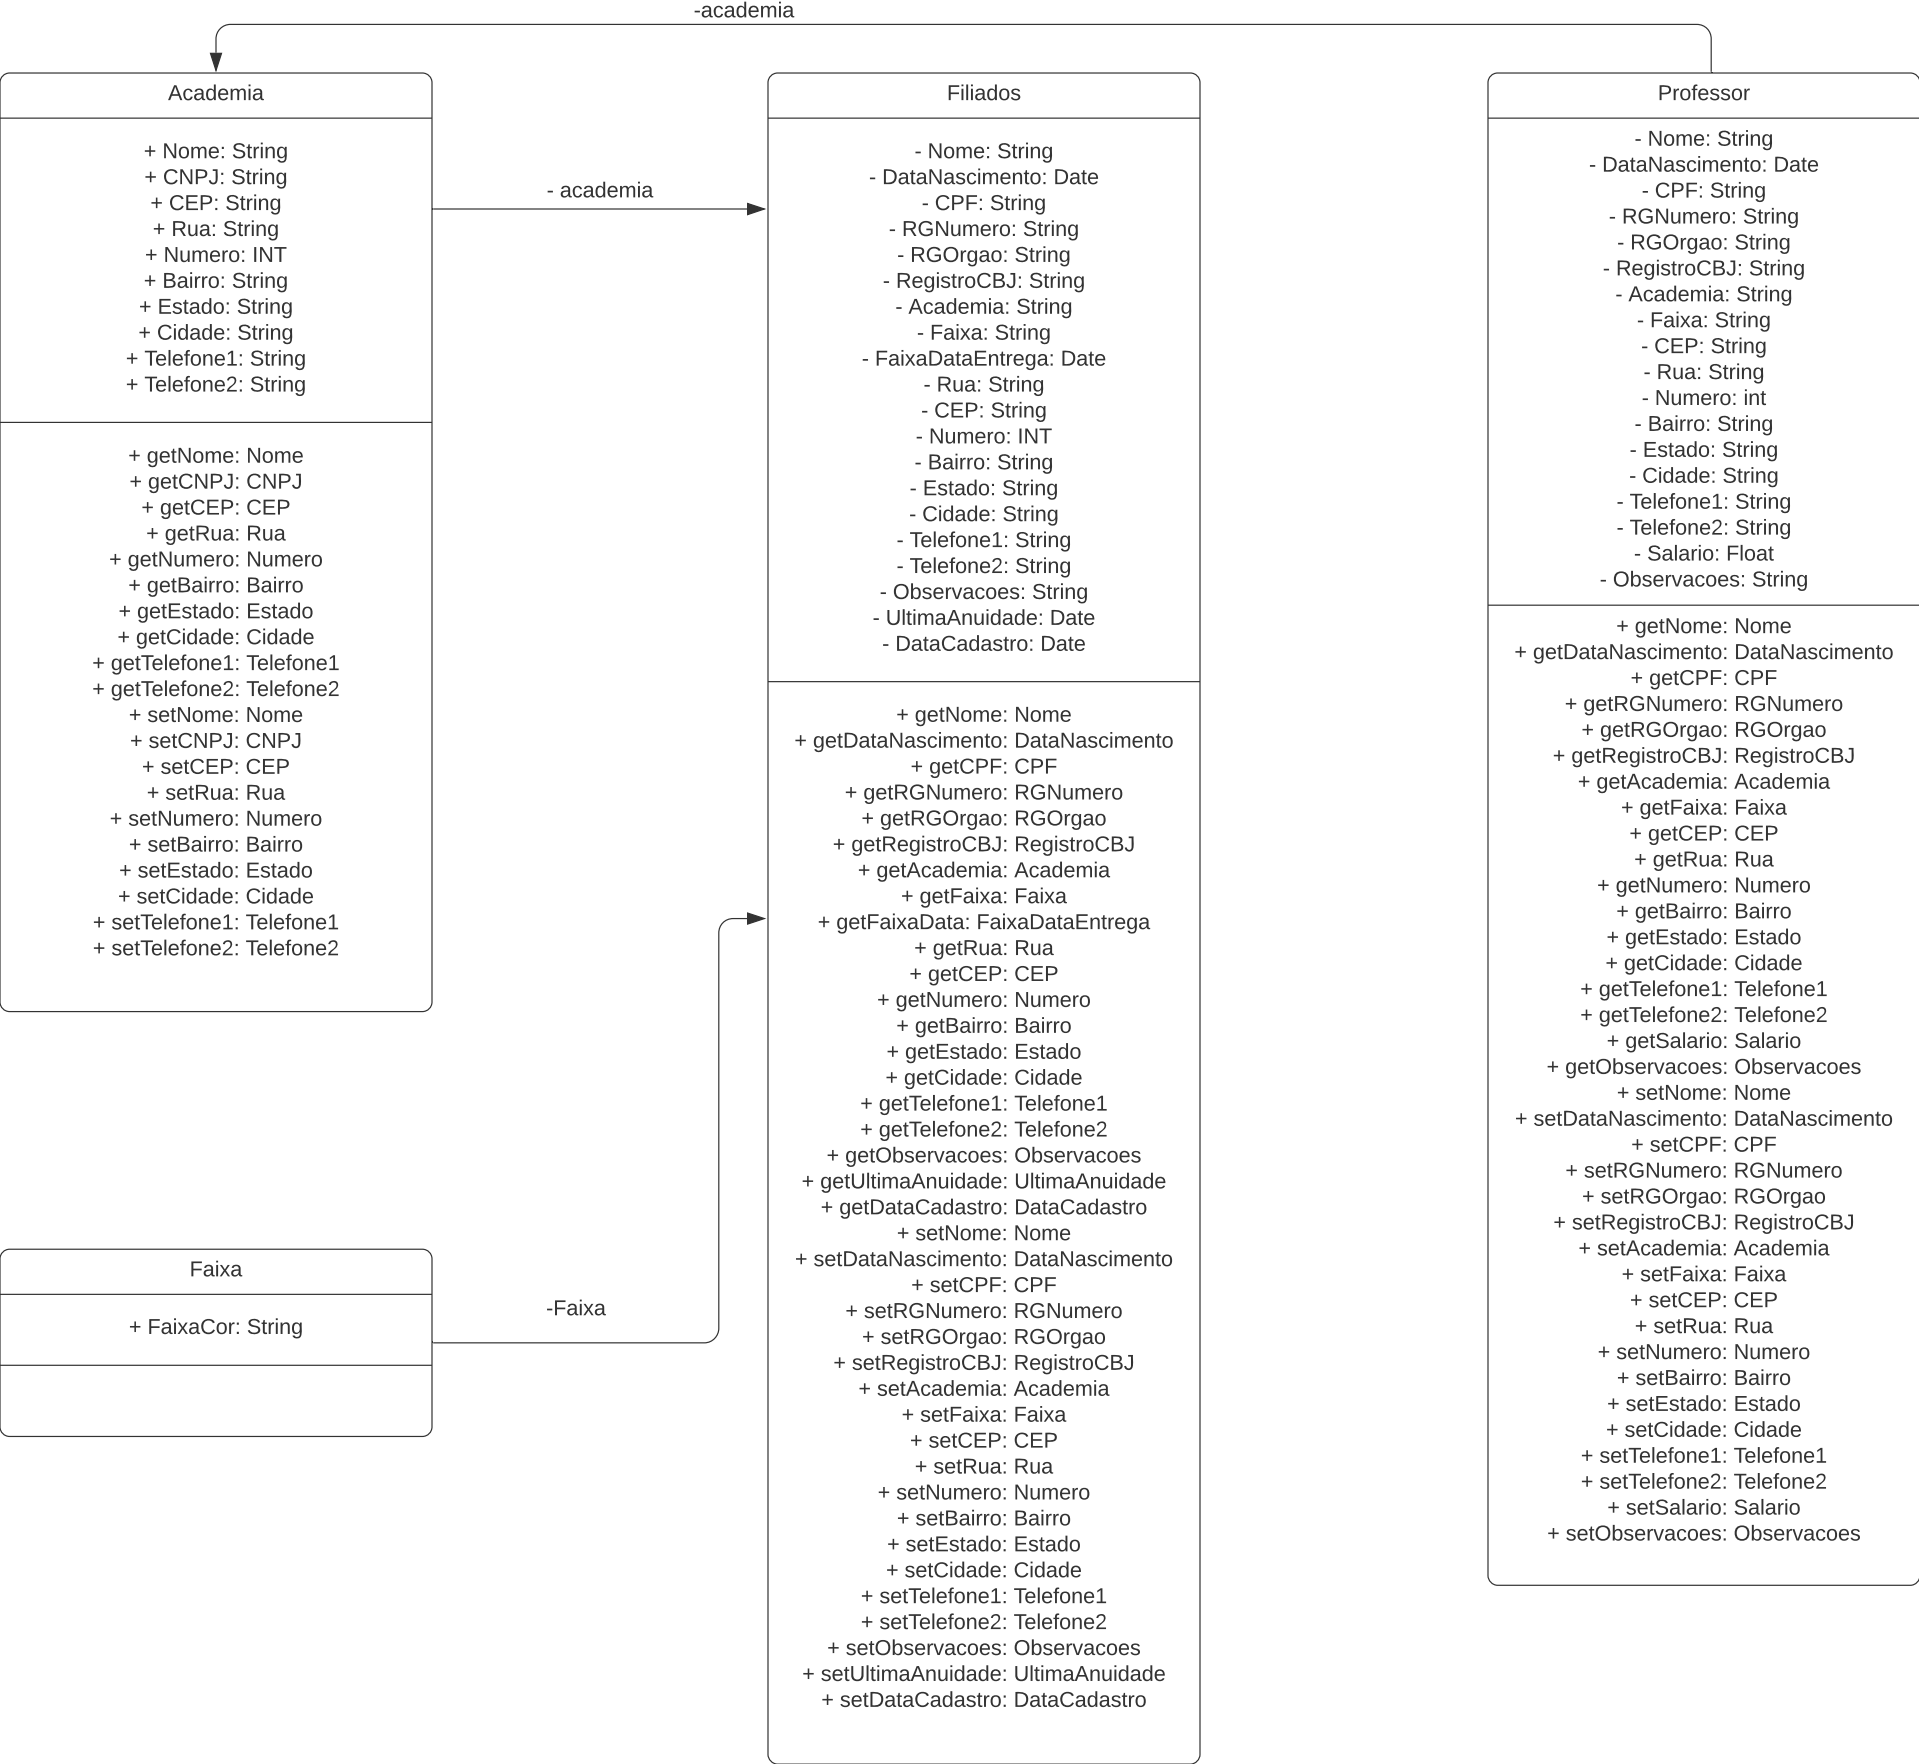 -academia
Academia
+ Nome: String
+ CNPJ: String
+ CEP: String
+ Rua: String
+ Numero: INT
+ Bairro: String
+ Estado: String
+ Cidade: String
+ Telefone1: String
+ Telefone2: String
+ getNome: Nome
+ getCNPJ: CNPJ
+ getCEP: CEP
+ getRua: Rua
+ getNumero: Numero
+ getBairro: Bairro
+ getEstado: Estado
+ getCidade: Cidade
+ getTelefone1: Telefone1
+ getTelefone2: Telefone2
+ setNome: Nome
+ setCNPJ: CNPJ
+ setCEP: CEP
+ setRua: Rua
+ setNumero: Numero
+ setBairro: Bairro
+ setEstado: Estado
+ setCidade: Cidade
+ setTelefone1: Telefone1
+ setTelefone2: Telefone2
- academia
Faixa
+ FaixaCor: String
-Faixa
Filiados
- Nome: String
- DataNascimento: Date
- CPF: String
- RGNumero: String
- RGOrgao: String
- RegistroCBJ: String
- Academia: String
- Faixa: String
- FaixaDataEntrega: Date
- Rua: String
- CEP: String
- Numero: INT
- Bairro: String
- Estado: String
- Cidade: String
- Telefone1: String
- Telefone2: String
- Observacoes: String
- UltimaAnuidade: Date
- DataCadastro: Date
+ getNome: Nome
+ getDataNascimento: DataNascimento
+ getCPF: CPF
+ getRGNumero: RGNumero
+ getRGOrgao: RGOrgao
+ getRegistroCBJ: RegistroCBJ
+ getAcademia: Academia
+ getFaixa: Faixa
+ getFaixaData: FaixaDataEntrega
+ getRua: Rua
+ getCEP: CEP
+ getNumero: Numero
+ getBairro: Bairro
+ getEstado: Estado
+ getCidade: Cidade
+ getTelefone1: Telefone1
+ getTelefone2: Telefone2
+ getObservacoes: Observacoes
+ getUltimaAnuidade: UltimaAnuidade
+ getDataCadastro: DataCadastro
+ setNome: Nome
+ setDataNascimento: DataNascimento
+ setCPF: CPF
+ setRGNumero: RGNumero
+ setRGOrgao: RGOrgao
+ setRegistroCBJ: RegistroCBJ
+ setAcademia: Academia
+ setFaixa: Faixa
+ setCEP: CEP
+ setRua: Rua
+ setNumero: Numero
+ setBairro: Bairro
+ setEstado: Estado
+ setCidade: Cidade
+ setTelefone1: Telefone1
+ setTelefone2: Telefone2
+ setObservacoes: Observacoes
+ setUltimaAnuidade: UltimaAnuidade
+ setDataCadastro: DataCadastro
Professor
- Nome: String
- DataNascimento: Date
- CPF: String
- RGNumero: String
- RGOrgao: String
- RegistroCBJ: String
- Academia: String
- Faixa: String
- CEP: String
- Rua: String
- Numero: int
- Bairro: String
- Estado: String
- Cidade: String
- Telefone1: String
- Telefone2: String
- Salario: Float
- Observacoes: String
+ getNome: Nome
+ getDataNascimento: DataNascimento
+ getCPF: CPF
+ getRGNumero: RGNumero
+ getRGOrgao: RGOrgao
+ getRegistroCBJ: RegistroCBJ
+ getAcademia: Academia
+ getFaixa: Faixa
+ getCEP: CEP
+ getRua: Rua
+ getNumero: Numero
+ getBairro: Bairro
+ getEstado: Estado
+ getCidade: Cidade
+ getTelefone1: Telefone1
+ getTelefone2: Telefone2
+ getSalario: Salario
+ getObservacoes: Observacoes
+ setNome: Nome
+ setDataNascimento: DataNascimento
+ setCPF: CPF
+ setRGNumero: RGNumero
+ setRGOrgao: RGOrgao
+ setRegistroCBJ: RegistroCBJ
+ setAcademia: Academia
+ setFaixa: Faixa
+ setCEP: CEP
+ setRua: Rua
+ setNumero: Numero
+ setBairro: Bairro
+ setEstado: Estado
+ setCidade: Cidade
+ setTelefone1: Telefone1
+ setTelefone2: Telefone2
+ setSalario: Salario
+ setObservacoes: Observacoes